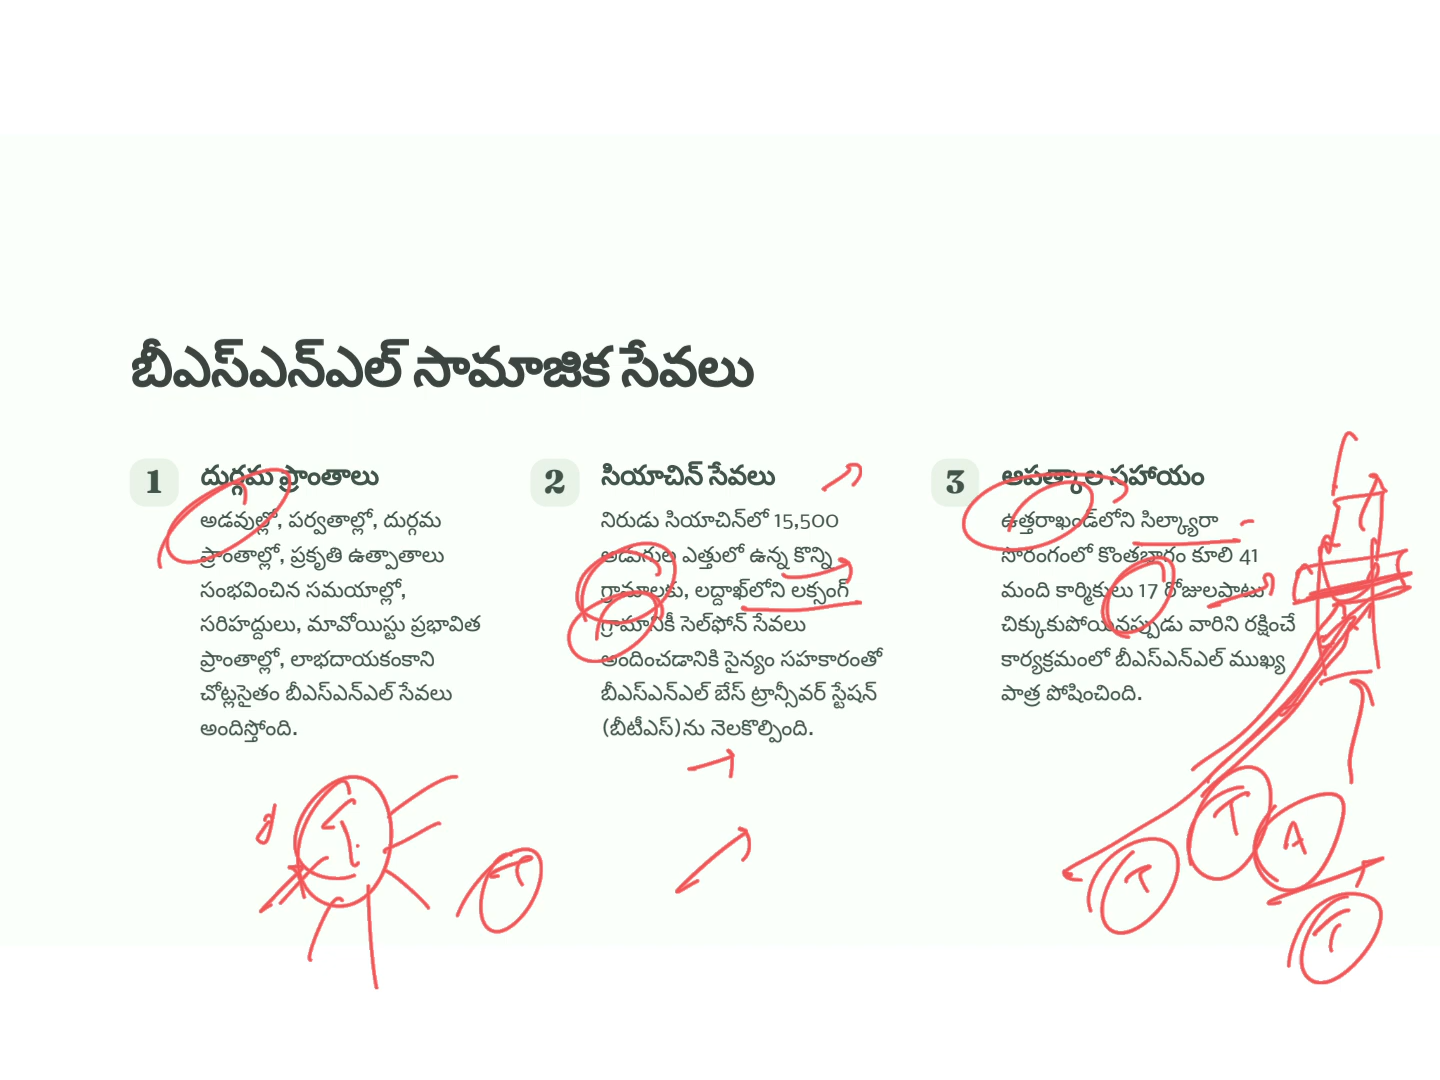 బీఎస్ఎన్ఎల్ సామాజిక సేవలు
1
దుర్గమ ప్రాంతాలు
అడవుల్లో, పర్వతాల్లో, దుర్గమ
ప్రాంతాల్లో, ప్రకృతి ఉత్పాతాలు
సంభవించిన సమయాల్లో,
సరిహద్దులు, మావోయిస్టు ప్రభావిత
ప్రాంతాల్లో, లాభదాయకంకాని
చోట్లసైతం బీఎస్ఎన్ఎల్ సేవలు
అందిస్తోంది.
2
సియాచిన్ సేవలు
నిరుడు సియాచిన్‌లో 15,500
అడుగుల ఎత్తులో ఉన్న కొన్ని
గ్రామాలకు, లద్దాఖ్‌లోని లక్సంగ్
గ్రామానికీ సెల్‌ఫోన్ సేవలు
అందించడానికి సైన్యం సహకారంతో
బీఎస్ఎన్ఎల్ బేస్ ట్రాన్సీవర్ స్టేషన్
(బీటీఎస్)ను నెలకొల్పింది.
3
ఆపత్కాల సహాయం
ఉత్తరాఖండ్‌లోని సిల్క్యారా
సొరంగంలో కొంతభాగం కూలి 41
మంది కార్మికులు 17 రోజులపాటు
చిక్కుకుపోయినప్పుడు వారిని రక్షించే
కార్యక్రమంలో బీఎస్ఎన్ఎల్ ముఖ్య
పాత్ర పోషించింది.
T
T
A
T
T